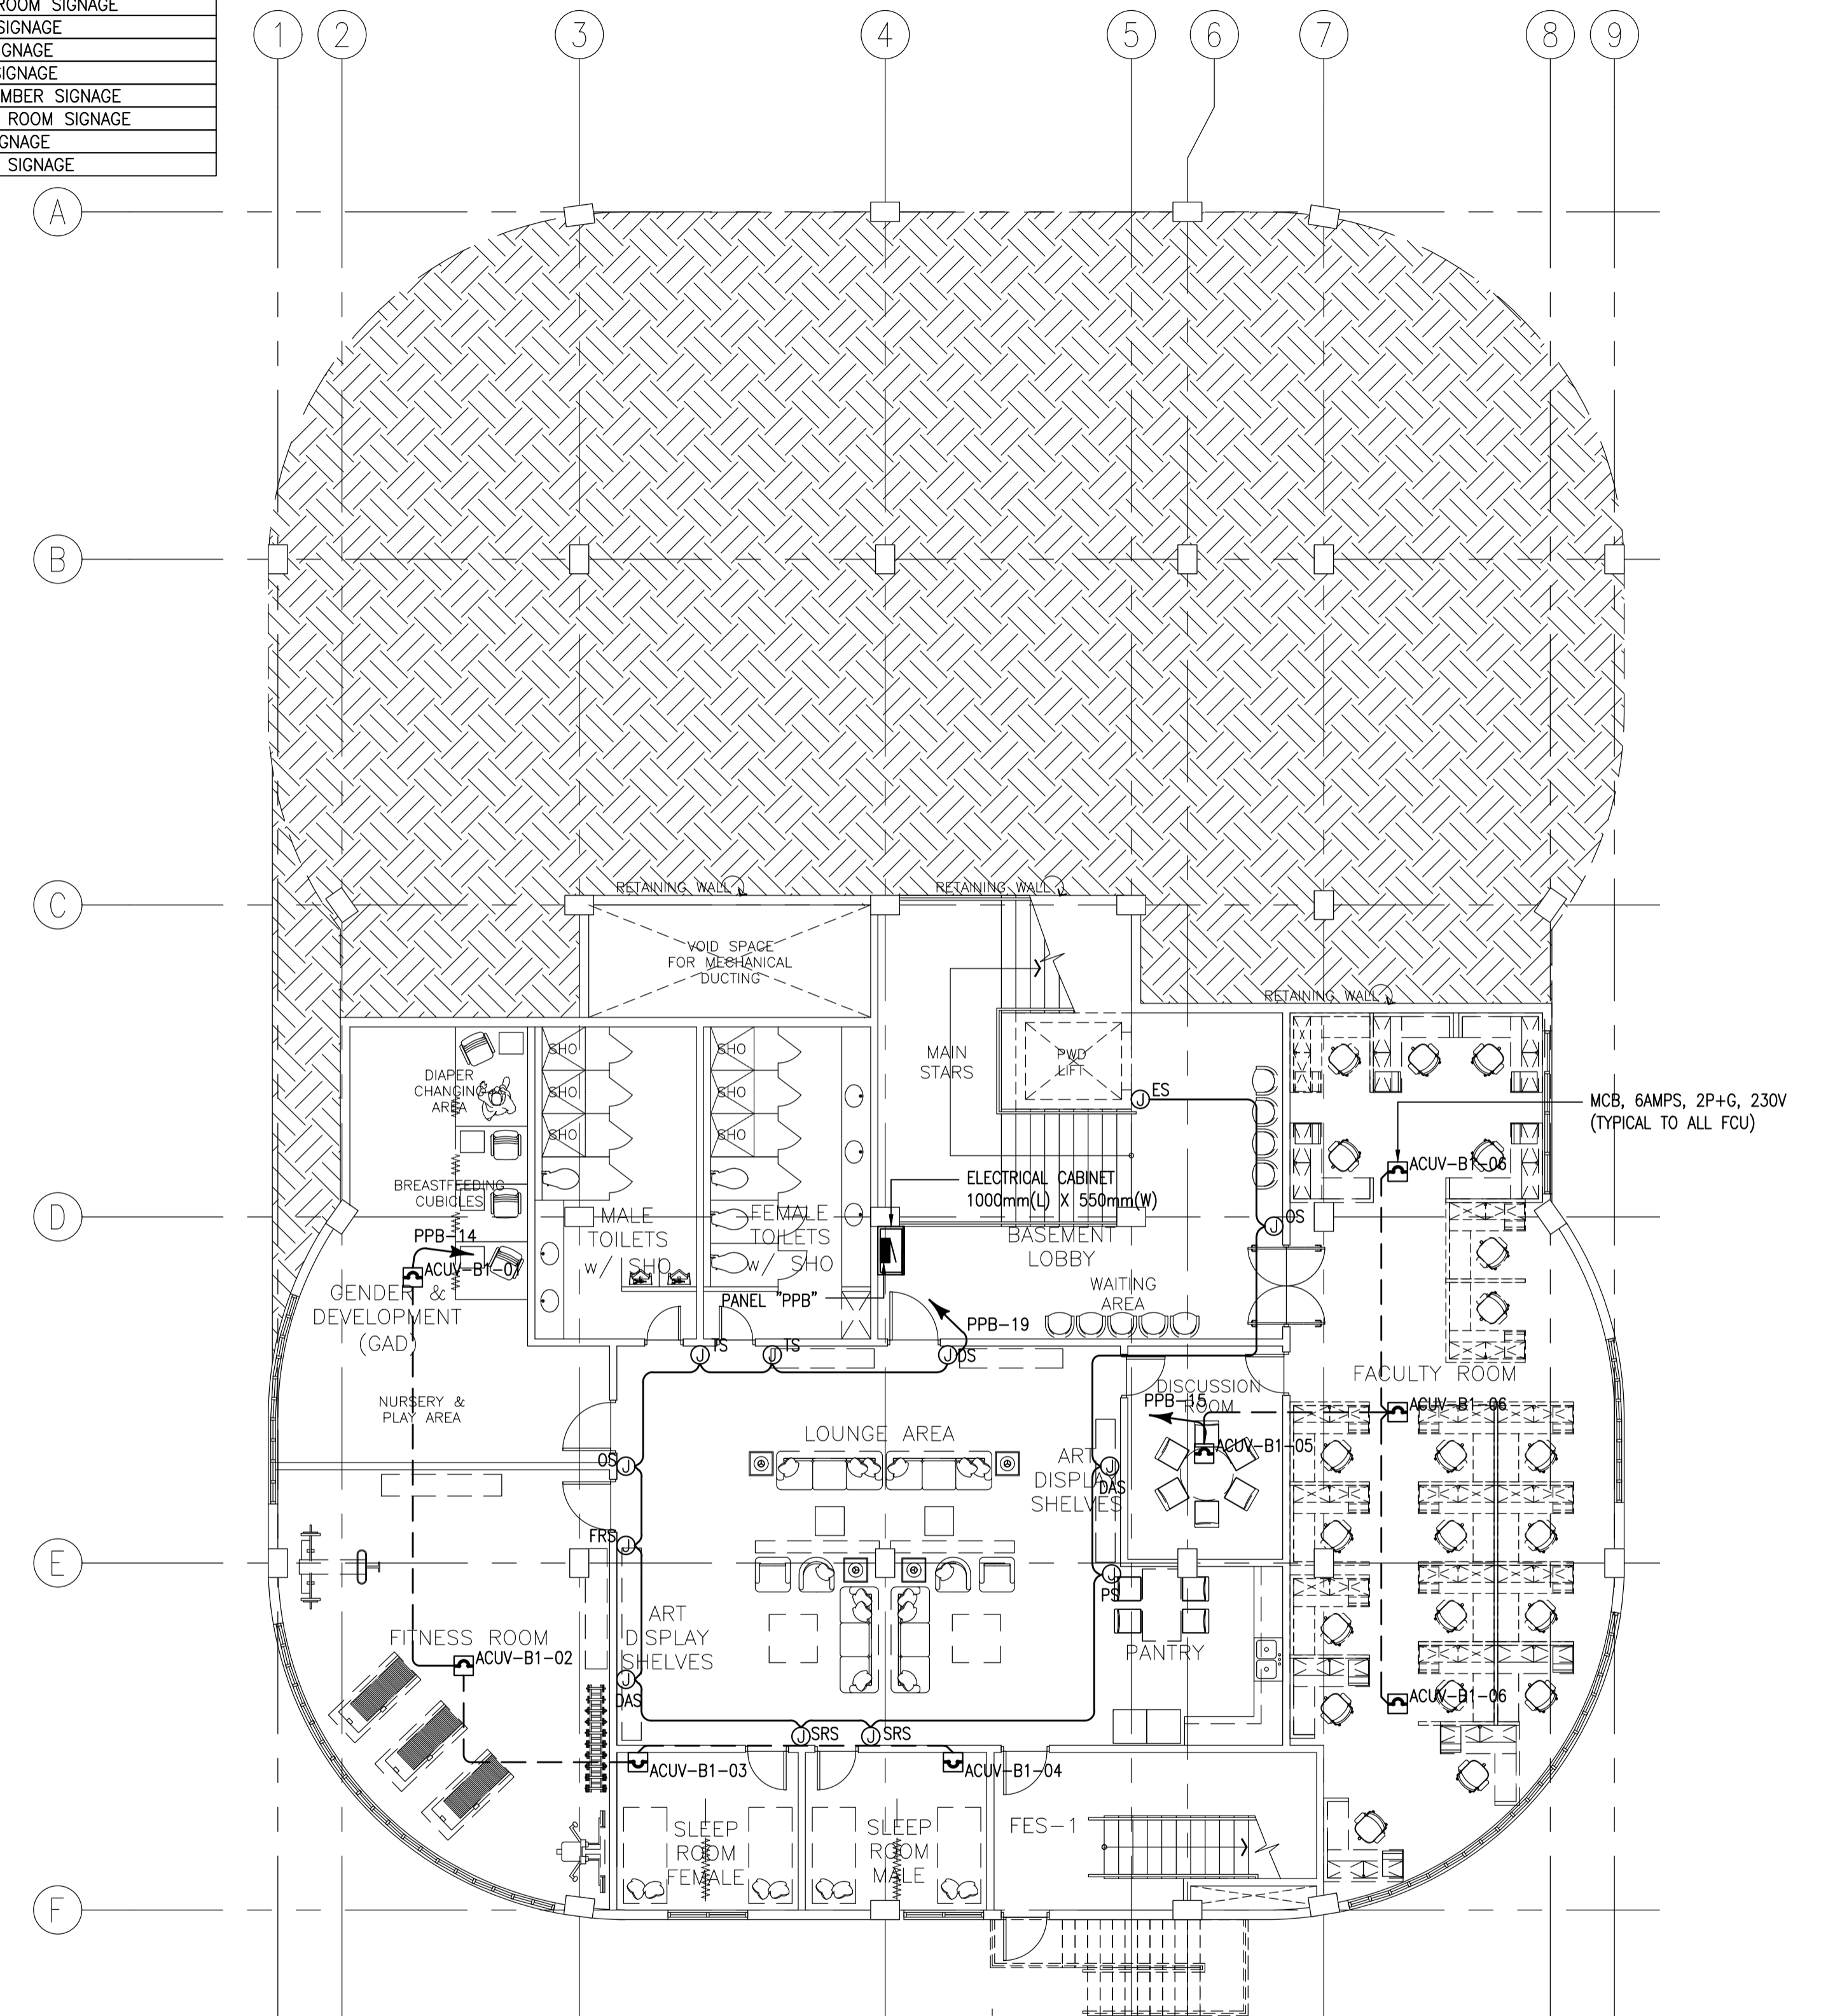 ROOM SIGNAGE
SIGNAGE
SIGNAGE
SIGNAGE
MBER SIGNAGE
ROOM SIGNAGE
SIGNAGE
SIGNAGE
1
2
3
4
5
6
7
8
9
A
B
C
D
E
F
RETAINING WALL
RETAINING WALL
VOID SPACE
FOR MECHANICAL
DUCTING
RETAINING WALL
MAIN
STARS
PWD
LIFT
ES
SHO
SHO
SHO
SHO
SHO
SHO
DIAPER
CHANGING
AREA
MCB, 6AMPS, 2P+G, 230V
(TYPICAL TO ALL FCU)
ACUV-B1-06
BREASTFEEDING
CUBICLES
ELECTRICAL CABINET
1000mm(L) X 550mm(W)
MALE
TOILETS
w/ SHO
FEMALE
TOILETS
w/ SHO
BASEMENT
LOBBY
OS
PPB-14
ACUV-B1-01
GENDER &
DEVELOPMENT
(GAD)
PANEL "PPB"
WAITING
AREA
PPB-19
J
TS
J
TS
J
OS
J
J
FACULTY ROOM
DISCUSSION
ROOM
PPB-15
ACUV-B1-06
ACUV-B1-05
NURSERY &
PLAY AREA
LOUNGE AREA
OS
J
ART
DISPLAY
SHELVES
J
DAS
FRS
J
J
PS
ART
DISPLAY
SHELVES
PANTRY
FITNESS ROOM
ACUV-B1-02
J
DAS
ACUV-B1-06
J
SRS
J
SRS
ACUV-B1-03
ACUV-B1-04
SLEEP
ROOM
FEMALE
SLEEP
ROOM
MALE
FES-1